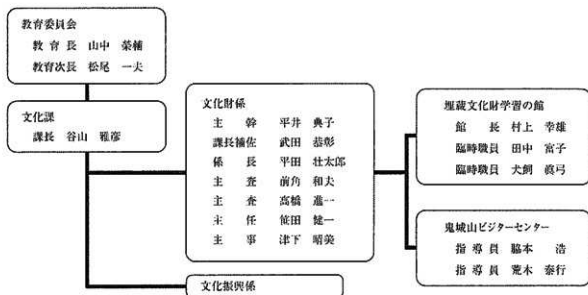 教育委員会
教育長 山中 榮輔
教育次長 松尾 一夫
文化課
課長 谷山 雅彦
文化財係
主幹 平井 典子
課長補佐 武田 恭彰
係長 平田 壮太郎
主査 前角 和夫
主査 高橋 進一
主任 笹田 健一
主事 津下 晴美
文化振興係
埋蔵文化財学習の館
館長 村上 幸雄
臨時職員 田中 富子
臨時職員 犬飼 眞弓
鬼城山ビジターセンター
指導員 脇本 浩
指導員 荒木 泰行